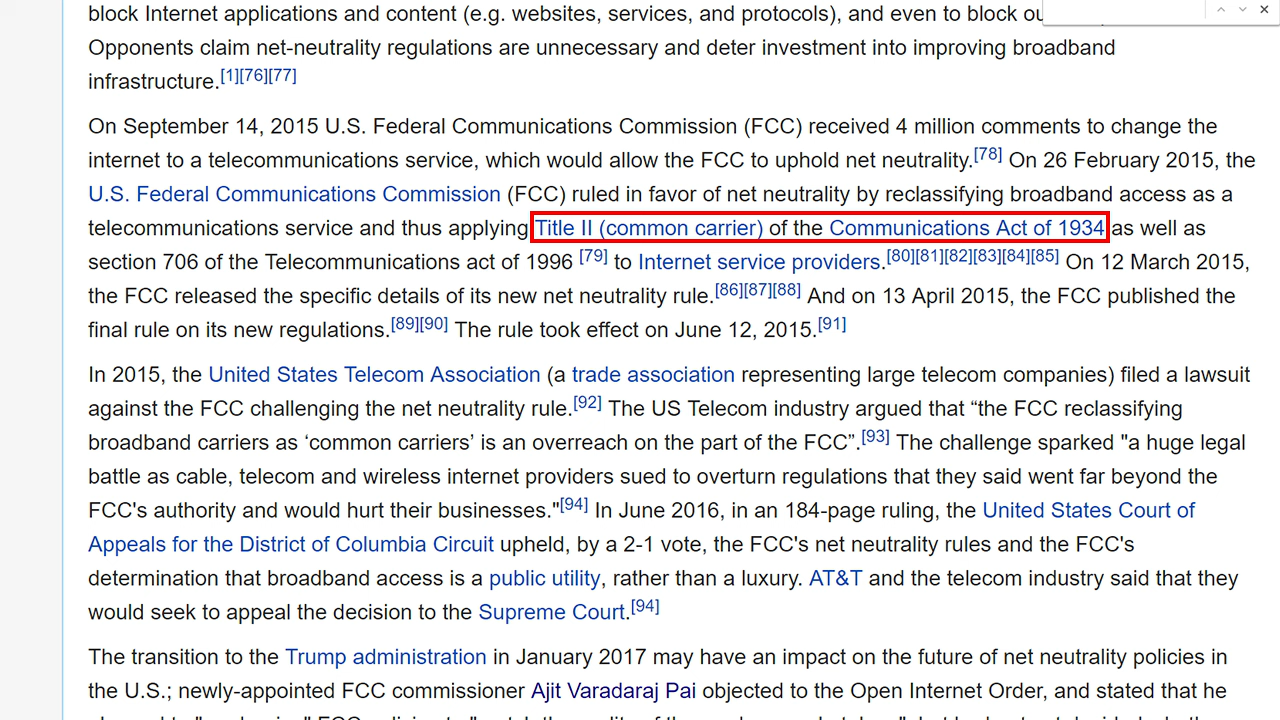 block Internet applications and content (e.g. websites, services, and protocols), and even to block
Opponents claim net-neutrality regulations are unnecessary and deter investment into improving broadband
infrastructure.[1][76][77]
On September 14, 2015 U.S. Federal Communications Commission (FCC) received 4 million comments to change the
internet to a telecommunications service, which would allow the FCC to uphold net neutrality.[78] On 26 February 2015, the
U.S. Federal Communications Commission (FCC) ruled in favor of net neutrality by reclassifying broadband access as a
telecommunications service and thus applying Title II (common carrier) of the Communications Act of 1934 as well as
section 706 of the Telecommunications act of 1996 [79] to Internet service providers.[80][81][82][83][84][85] On 12 March 2015,
the FCC released the specific details of its new net neutrality rule.[86][87][88] And on 13 April 2015, the FCC published the
final rule on its new regulations.[89][90] The rule took effect on June 12, 2015.[91]
In 2015, the United States Telecom Association (a trade association representing large telecom companies) filed a lawsuit
against the FCC challenging the net neutrality rule.[92] The US Telecom industry argued that “the FCC reclassifying
broadband carriers as ‘common carriers’ is an overreach on the part of the FCC”.[93] The challenge sparked "a huge legal
battle as cable, telecom and wireless internet providers sued to overturn regulations that they said went far beyond the
FCC's authority and would hurt their businesses."[94] In June 2016, in an 184-page ruling, the United States Court of
Appeals for the District of Columbia Circuit upheld, by a 2-1 vote, the FCC's net neutrality rules and the FCC's
determination that broadband access is a public utility, rather than a luxury. AT&T and the telecom industry said that they
would seek to appeal the decision to the Supreme Court.[94]
The transition to the Trump administration in January 2017 may have an impact on the future of net neutrality policies in
the U.S.; newly-appointed FCC commissioner Ajit Varadaraj Pai objected to the Open Internet Order, and stated that he